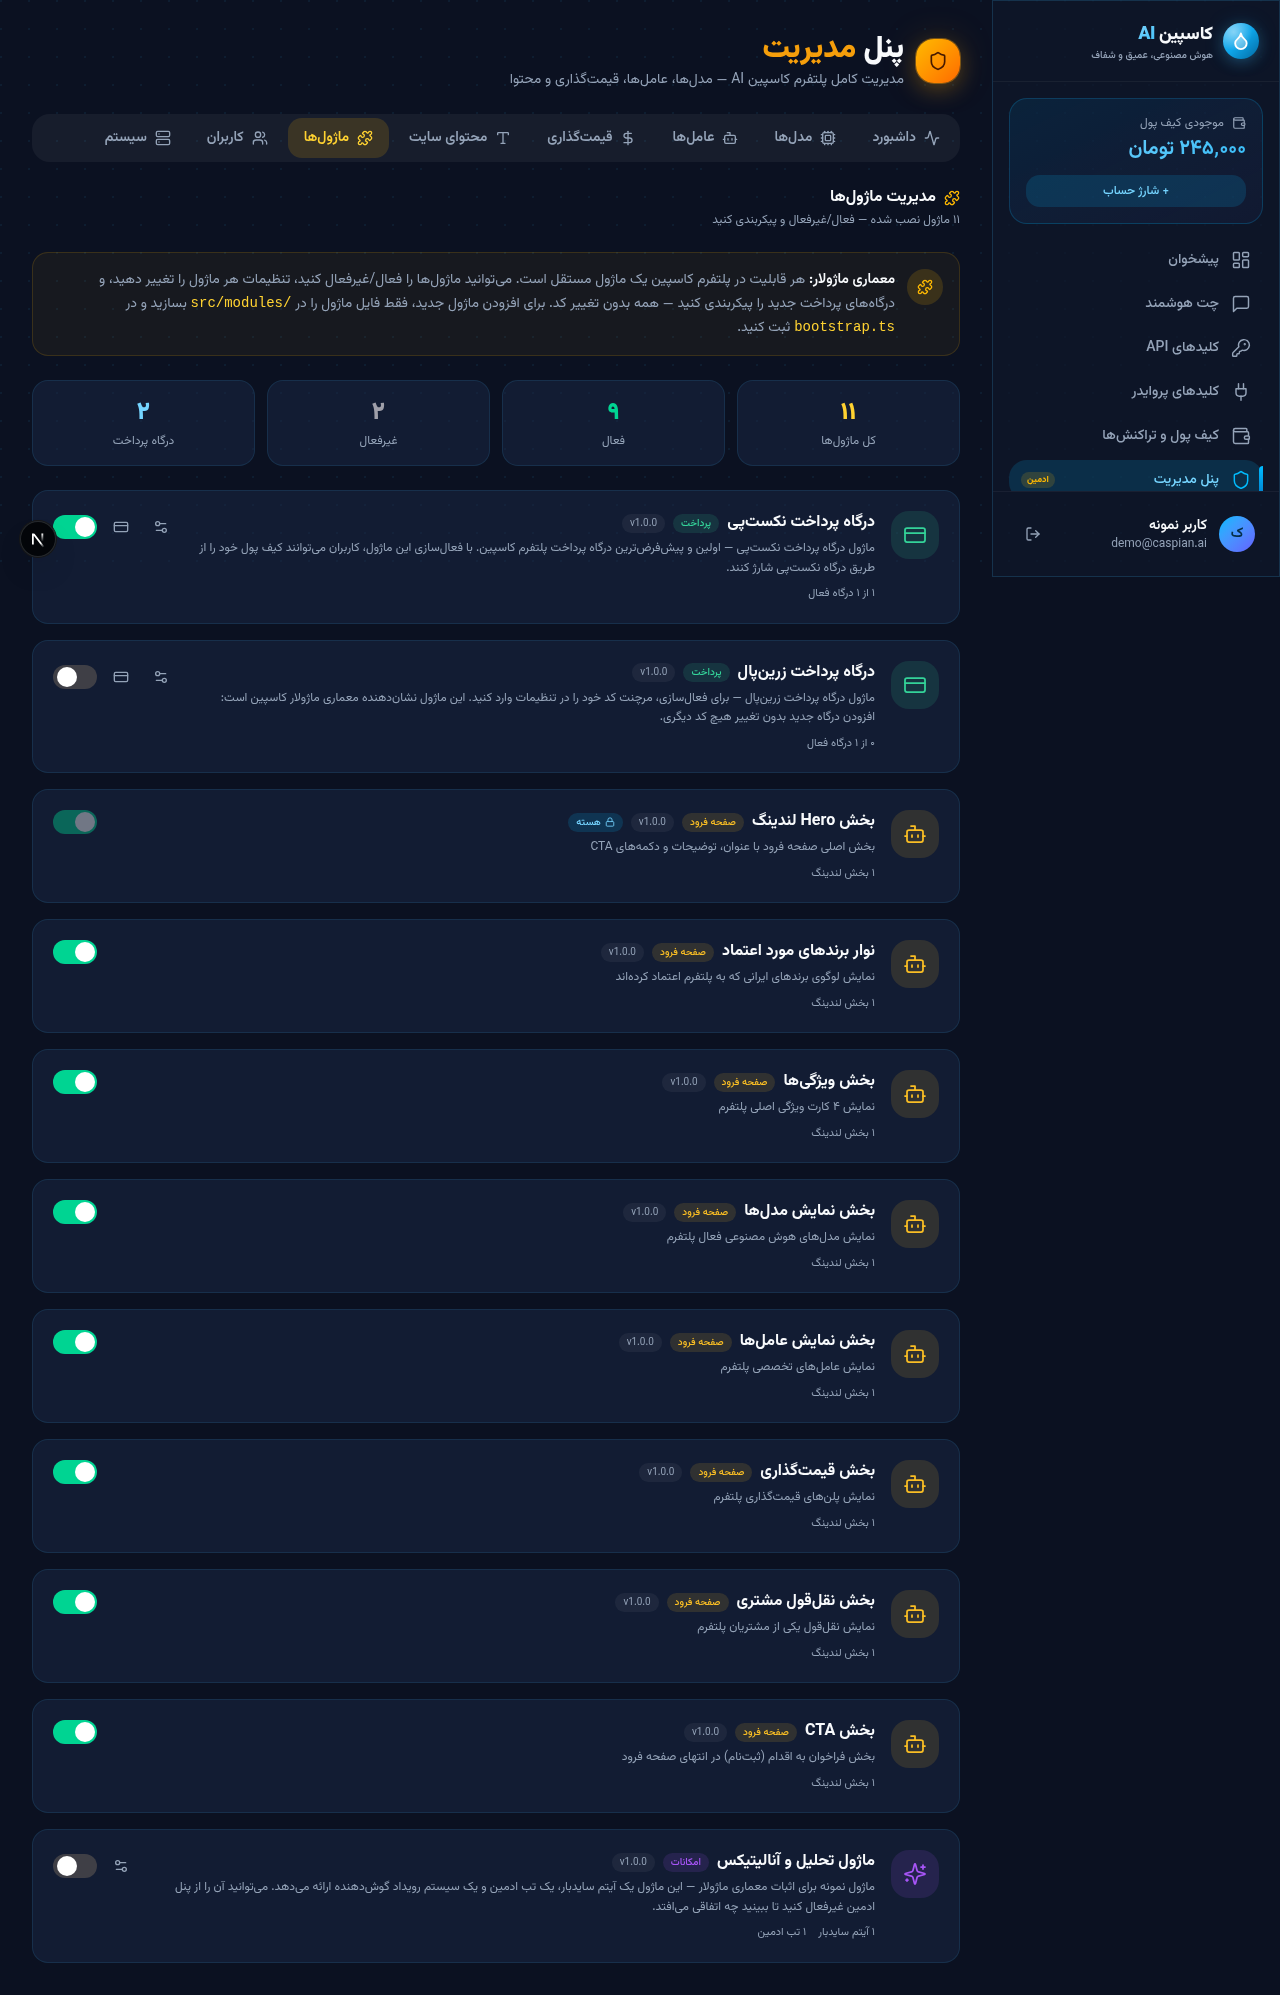 کاسپین AI
هوش مصنوعی، عمیق و شفاف
موجودی کیف پول
۲۴۵,۰۰۰ تومان
+ شارژ حساب
پیشخوان
چت هوشمند
کلیدهای API
کلیدهای پروایدر
کیف پول و تراکنش‌ها
پنل مدیریت
ادمین
ک
کاربر نمونه
demo@caspian.ai
پنل مدیریت
مدیریت کامل پلتفرم کاسپین AI — مدل‌ها، عامل‌ها، قیمت‌گذاری و محتوا
داشبورد
مدل‌ها
عامل‌ها
قیمت‌گذاری
محتوای سایت
ماژول‌ها
کاربران
سیستم
مدیریت ماژول‌ها
۱۱ ماژول نصب شده — فعال/غیرفعال و پیکربندی کنید
معماری ماژولار: هر قابلیت در پلتفرم کاسپین یک ماژول مستقل است. می‌توانید ماژول‌ها را فعال/غیرفعال کنید، تنظیمات هر ماژول را تغییر دهید، و
درگاه‌های پرداخت جدید را پیکربندی کنید — همه بدون تغییر کد. برای افزودن ماژول جدید، فقط فایل ماژول را در src/modules/ بسازید و در
bootstrap.ts ثبت کنید.
۱۱
کل ماژول‌ها
۹
فعال
۲
غیرفعال
۲
درگاه پرداخت
درگاه پرداخت نکست‌پی پرداخت v1.0.0
ماژول درگاه پرداخت نکست‌پی — اولین و پیش‌فرض‌ترین درگاه پرداخت پلتفرم کاسپین. با فعال‌سازی این ماژول، کاربران می‌توانند کیف پول خود را از
طریق درگاه نکست‌پی شارژ کنند.
۱ از ۱ درگاه فعال
N
درگاه پرداخت زرین‌پال پرداخت v1.0.0
ماژول درگاه پرداخت زرین‌پال — برای فعال‌سازی، مرچنت کد خود را در تنظیمات وارد کنید. این ماژول نشان‌دهنده معماری ماژولار کاسپین است:
افزودن درگاه جدید بدون تغییر هیچ کد دیگری.
۰ از ۱ درگاه فعال
بخش Hero لندینگ صفحه فرود v1.0.0 هسته
بخش اصلی صفحه فرود با عنوان، توضیحات و دکمه‌های CTA
۱ بخش لندینگ
نوار برندهای مورد اعتماد صفحه فرود v1.0.0
نمایش لوگوی برندهای ایرانی که به پلتفرم اعتماد کرده‌اند
۱ بخش لندینگ
بخش ویژگی‌ها صفحه فرود v1.0.0
نمایش ۴ کارت ویژگی اصلی پلتفرم
۱ بخش لندینگ
بخش نمایش مدل‌ها صفحه فرود v1.0.0
نمایش مدل‌های هوش مصنوعی فعال پلتفرم
۱ بخش لندینگ
بخش نمایش عامل‌ها صفحه فرود v1.0.0
نمایش عامل‌های تخصصی پلتفرم
۱ بخش لندینگ
بخش قیمت‌گذاری صفحه فرود v1.0.0
نمایش پلن‌های قیمت‌گذاری پلتفرم
۱ بخش لندینگ
بخش نقل‌قول مشتری صفحه فرود v1.0.0
نمایش نقل‌قول یکی از مشتریان پلتفرم
۱ بخش لندینگ
بخش CTA صفحه فرود v1.0.0
بخش فراخوان به اقدام (ثبت‌نام) در انتهای صفحه فرود
۱ بخش لندینگ
ماژول تحلیل و آنالیتیکس امکانات v1.0.0
ماژول نمونه برای اثبات معماری ماژولار — این ماژول یک آیتم سایدبار، یک تب ادمین و یک سیستم رویداد گوش‌دهنده ارائه می‌دهد. می‌توانید آن را از پنل
ادمین غیرفعال کنید تا ببینید چه اتفاقی می‌افتد.
۱ آیتم سایدبار ۱ تب ادمین